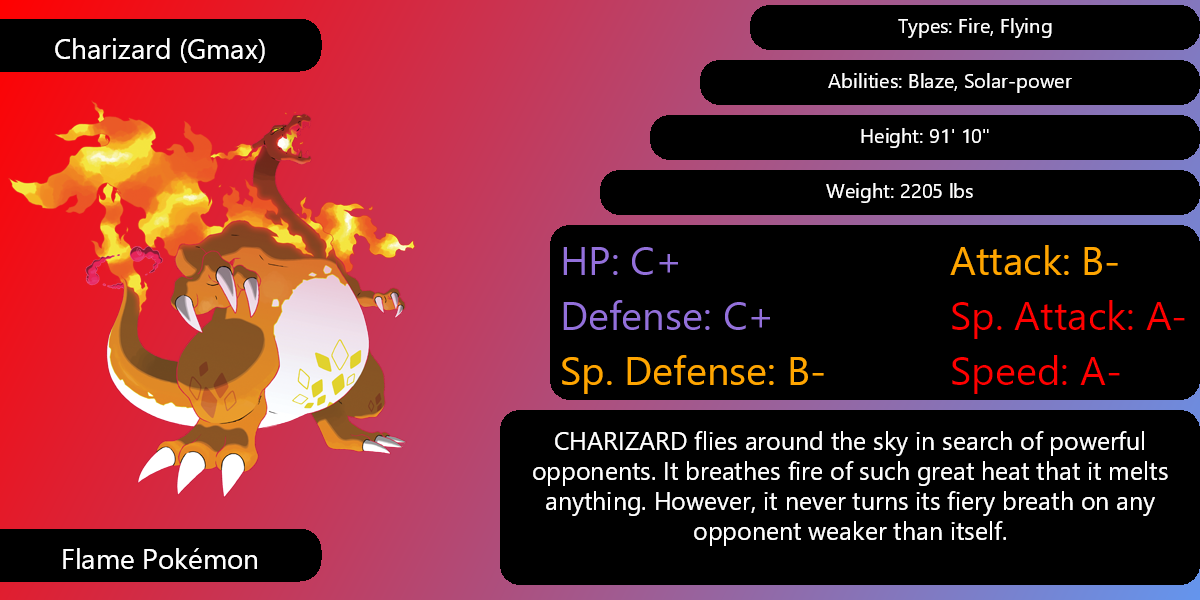 Charizard (Gmax)
Types: Fire, Flying
Abilities: Blaze, Solar-power
Height: 91' 10"
Weight: 2205 lbs
HP: C+
Attack: B-
Defense: C+
Sp. Attack: A-
Sp. Defense: B-
Speed: A-
CHARIZARD flies around the sky in search of powerful
opponents. It breathes fire of such great heat that it melts
anything. However, it never turns its fiery breath on any
opponent weaker than itself.
Flame Pokémon